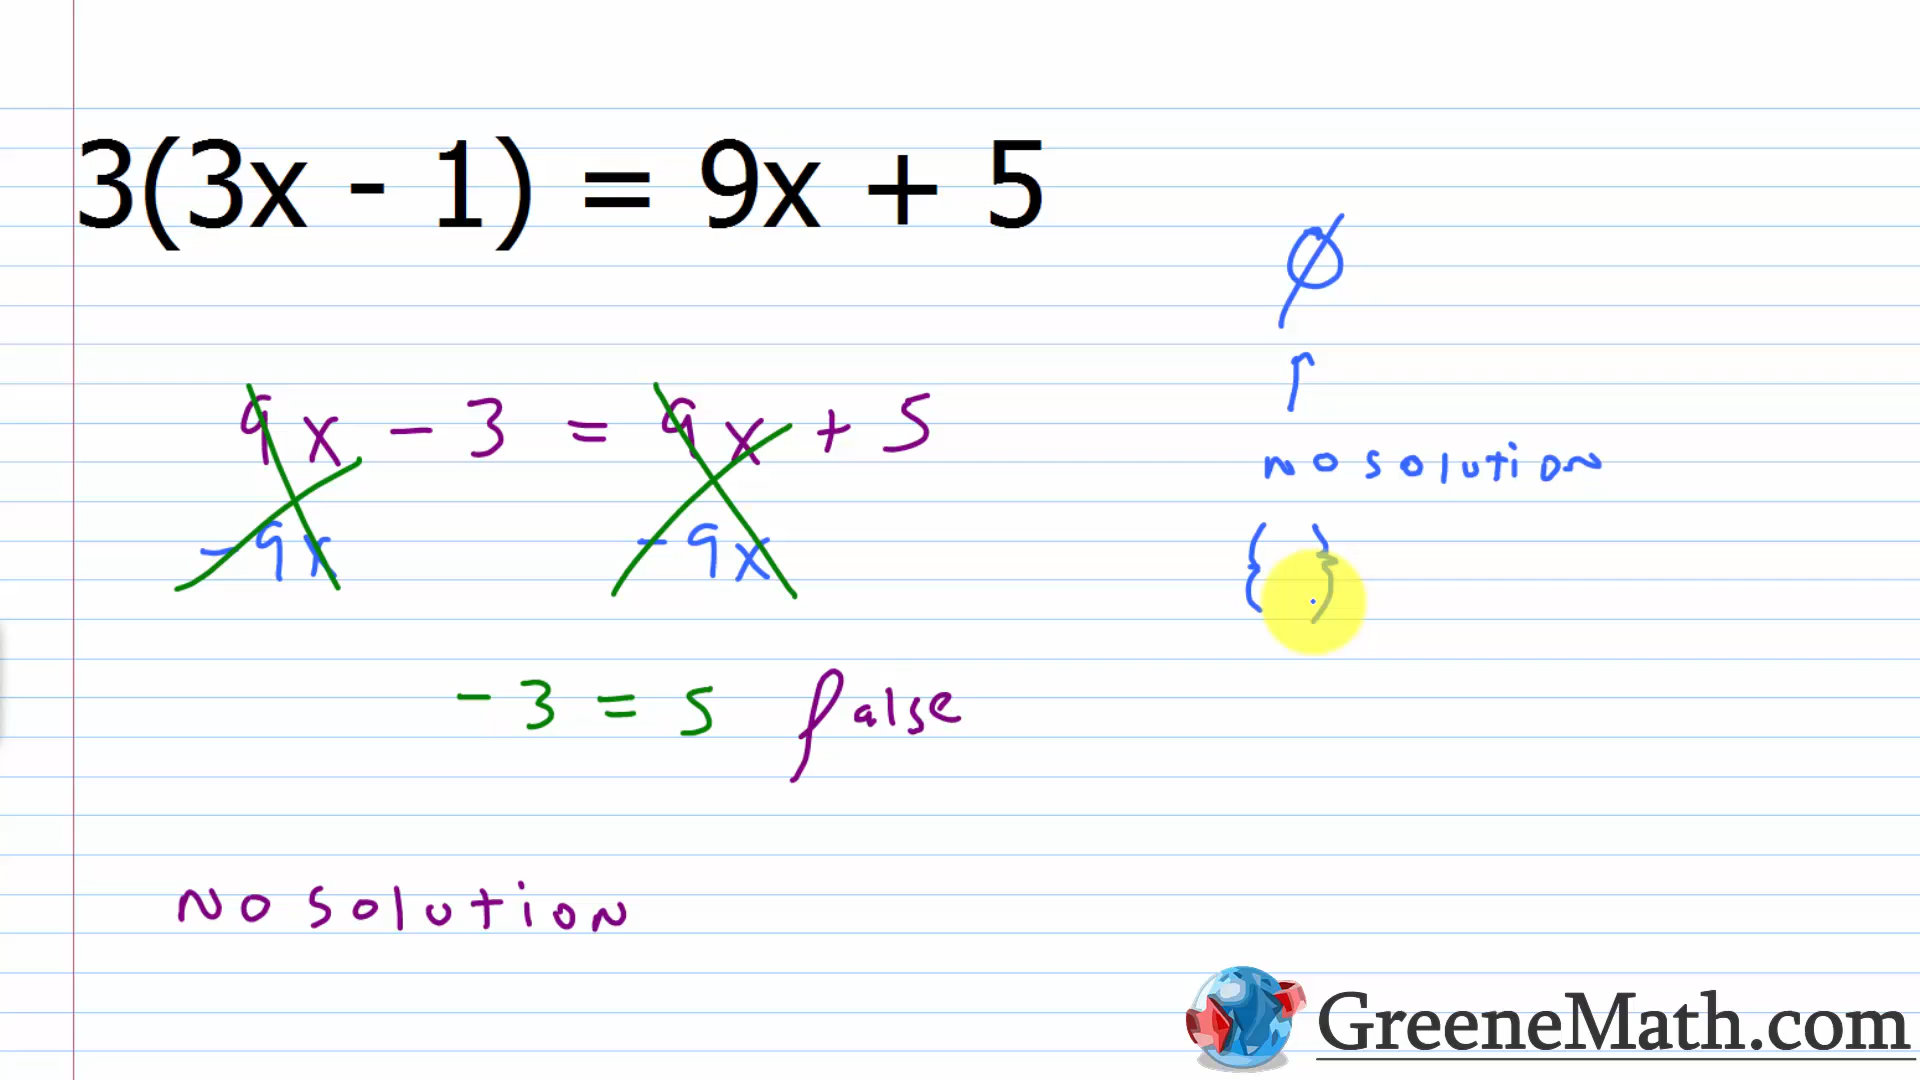 3(3x - 1) = 9x + 5
∅
↑
9x - 3 = 9x + 5
no solution
-9x -9x
{ }
-3 = 5 false
no solution
GreeneMath.com